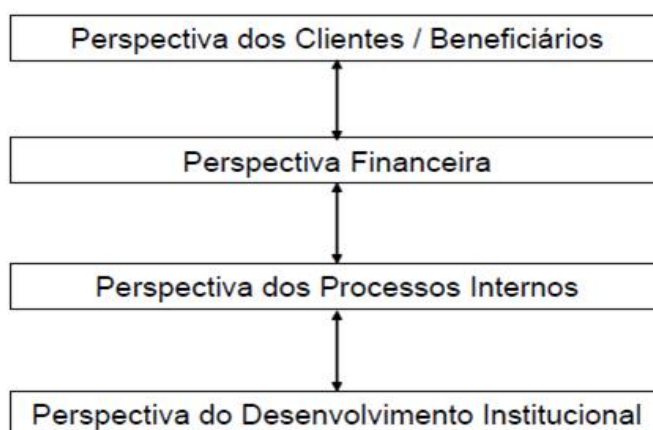 Perspectiva dos Clientes / Beneficiários
Perspectiva Financeira
Perspectiva dos Processos Internos
Perspectiva do Desenvolvimento Institucional